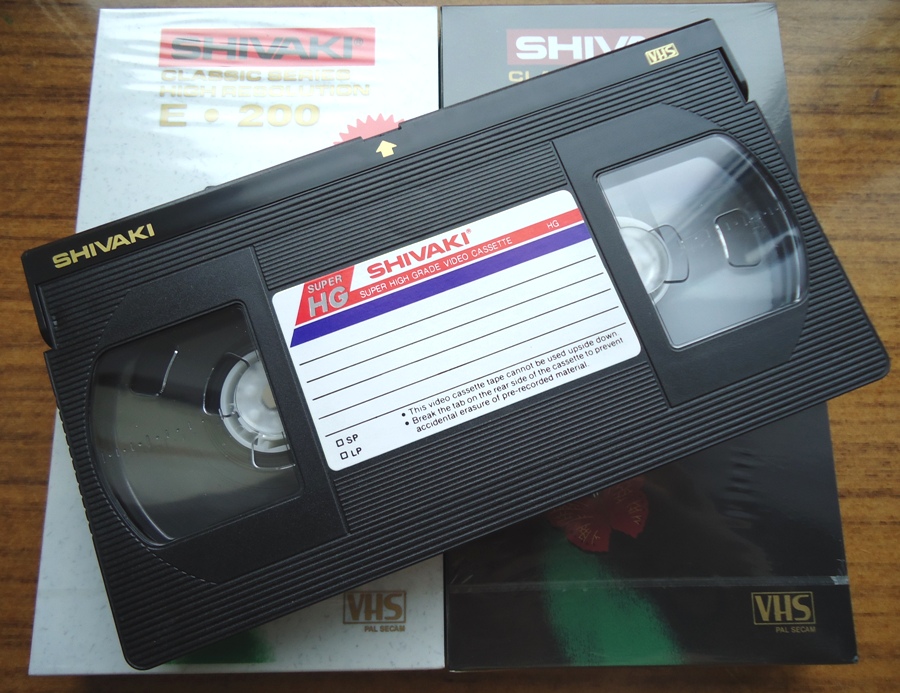 SHIVAKI®
CLASSIC SERIES
HIGH RESOLUTION
E • 200
SHIVA
CL
VHS
SHIVAKI
SUPER
HG
SHIVAKI®
HG
SUPER HIGH GRADE VIDEO CASSETTE
• This video cassette tape cannot be used upside down.
• Break the tab on the rear side of the cassette to prevent
accidental erasure of pre-recorded material.
SP
LP
VHS
PAL SECAM
VHS
PAL SECAM